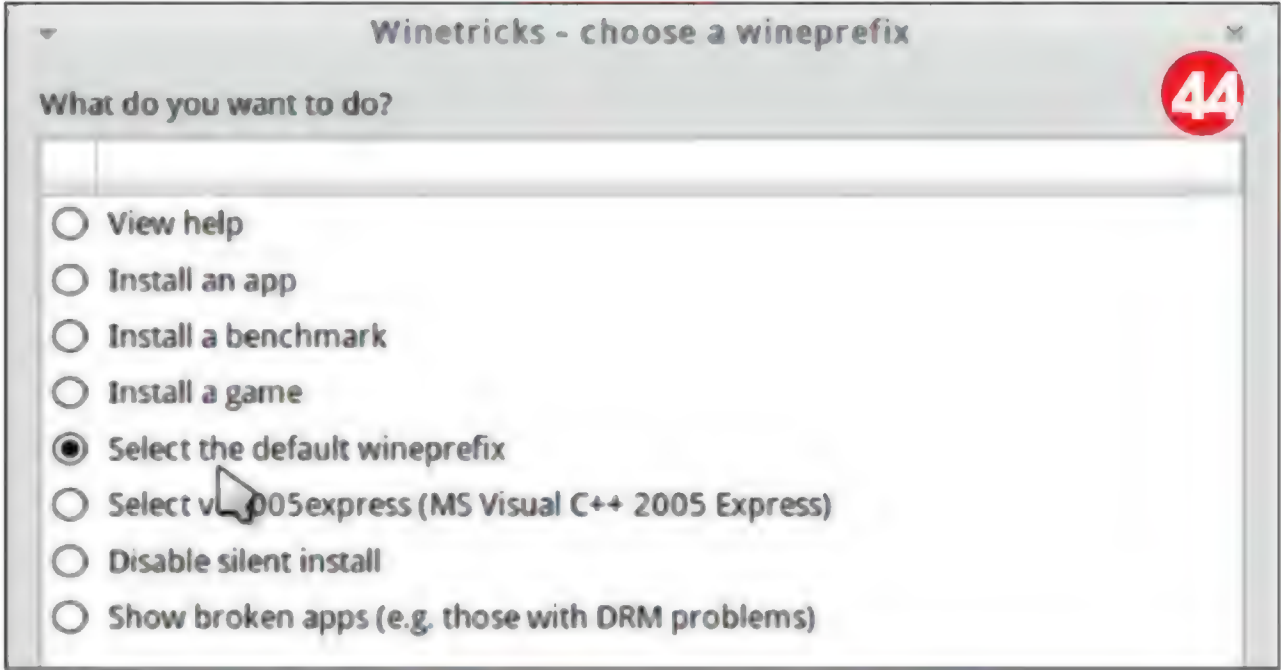 Winetricks - choose a wineprefix
44
What do you want to do?
View help
Install an app
Install a benchmark
Install a game
Select the default wineprefix
Select 005express (MS Visual C++ 2005 Express)
Disable silent install
Show broken apps (e.g. those with DRM problems)